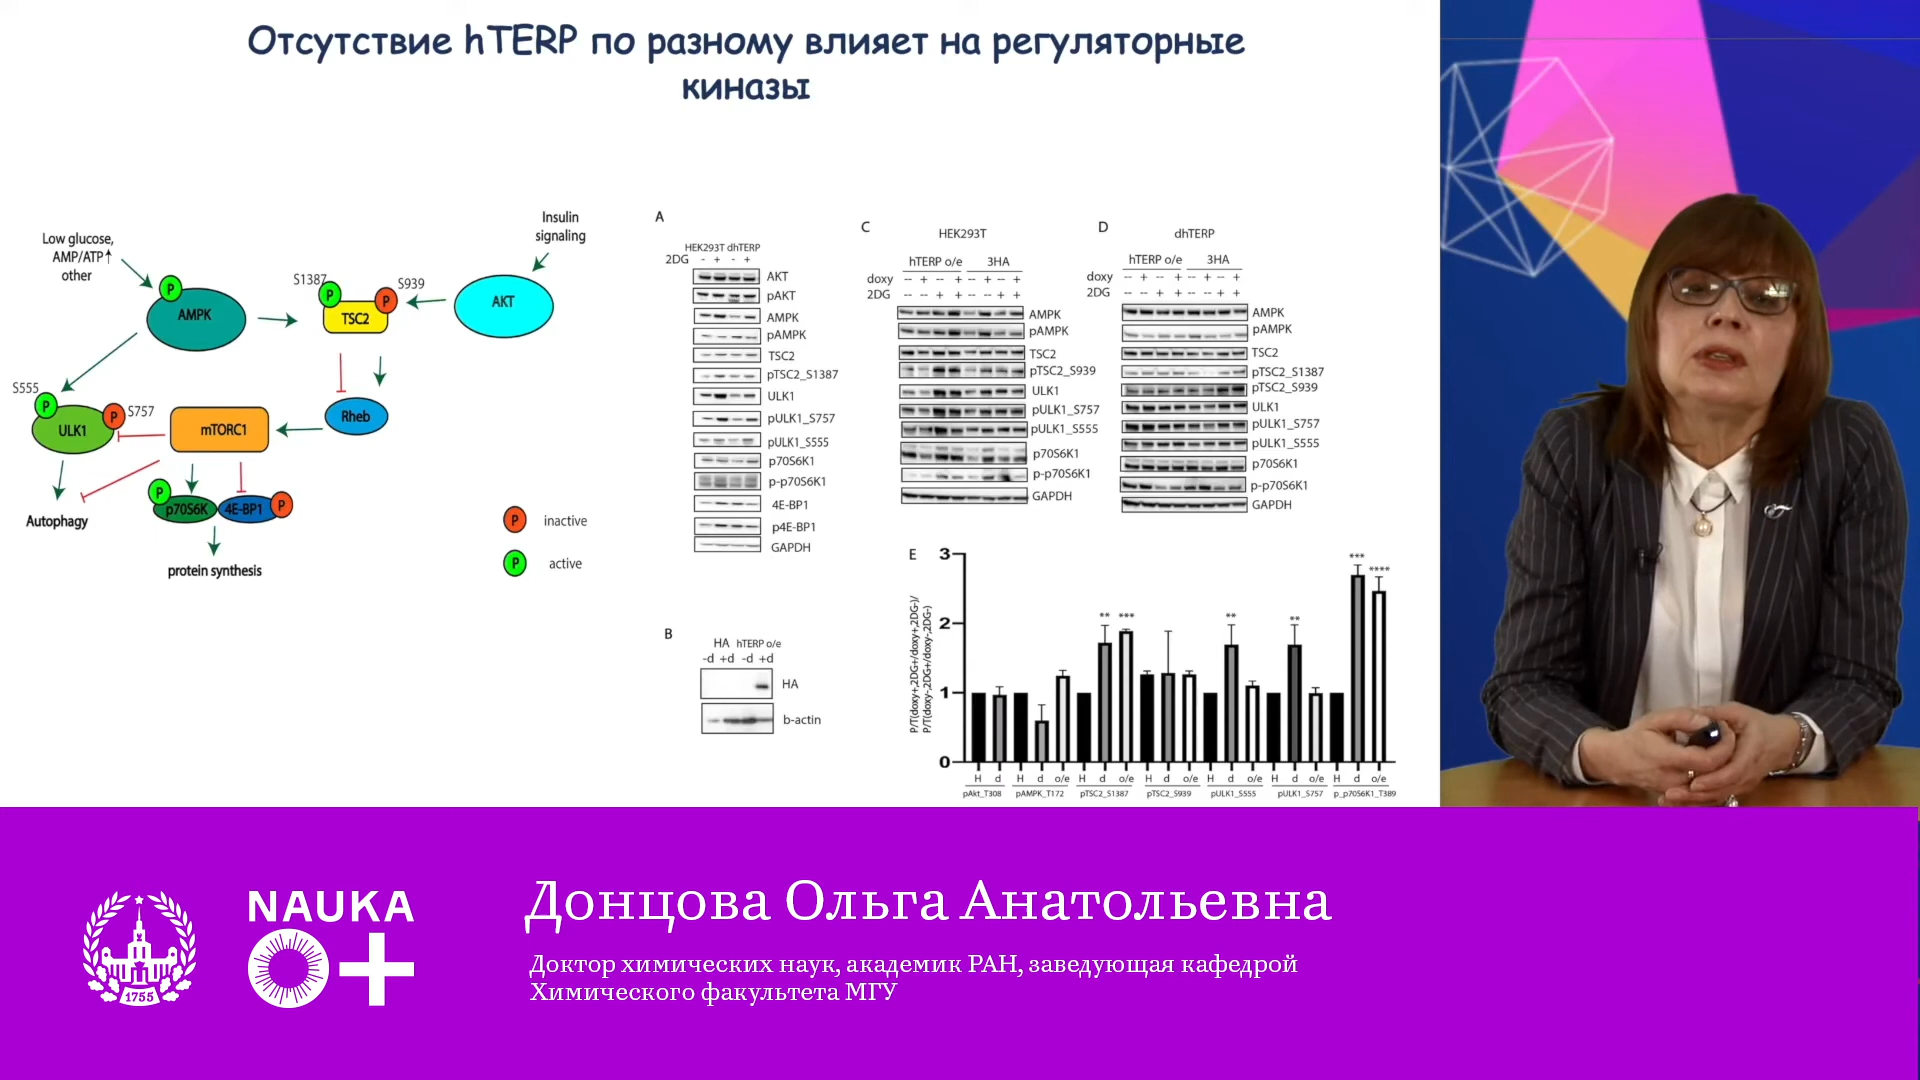 Отсутствие hTERP по разному влияет на регуляторные
киназы
Low glucose,
AMP/ATP↑
other
Insulin
signaling
P
AMPK
S1387
P
P
S939
TSC2
AKT
S555
P
P
S757
ULK1
mTORC1
Rheb
P
p70S6K
4E-BP1
P
Autophagy
protein synthesis
P
inactive
P
active
A
HEK293T dhTERP
2DG - + - +
AKT
pAKT
AMPK
pAMPK
TSC2
pTSC2_S1387
ULK1
pULK1_S757
pULK1_S555
p70S6K1
p-p70S6K1
4E-BP1
p4E-BP1
GAPDH
B
HA hTERP o/e
-d +d -d +d
HA
b-actin
C
HEK293T
hTERP o/e 3HA
doxy – + – + – + – +
2DG – – + + – – + +
AMPK
pAMPK
TSC2
pTSC2_S939
ULK1
pULK1_S757
pULK1_S555
p70S6K1
p-p70S6K1
GAPDH
D
dhTERP
hTERP o/e 3HA
doxy – + – + – + – +
2DG – – + + – – + +
AMPK
pAMPK
TSC2
pTSC2_S1387
pTSC2_S939
ULK1
pULK1_S757
pULK1_S555
p70S6K1
p-p70S6K1
GAPDH
E
P/T(doxy+,2DG+/doxy+,2DG-)/
P/T(doxy-,2DG+/doxy-,2DG-)
3
2
1
0
** *** ** ** *** ****
H d H d o/e H d o/e H d o/e H d o/e H d o/e H d o/e
pAkt_T308 pAMPK_T172 pTSC2_S1387 pTSC2_S939 pULK1_S555 pULK1_S757 p_p70S6K1_T389
1755
NAUKA
0+
Донцова Ольга Анатольевна
Доктор химических наук, академик РАН, заведующая кафедрой
Химического факультета МГУ